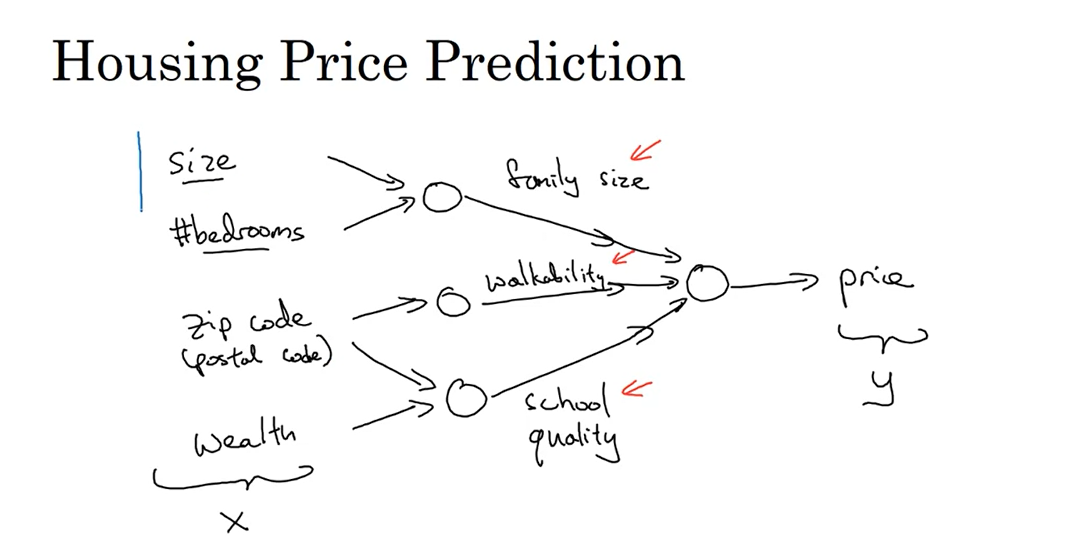 Housing Price Prediction
size
family size
#bedrooms
walkability
price
zip code
(postal code)
y
school
quality
wealth
x